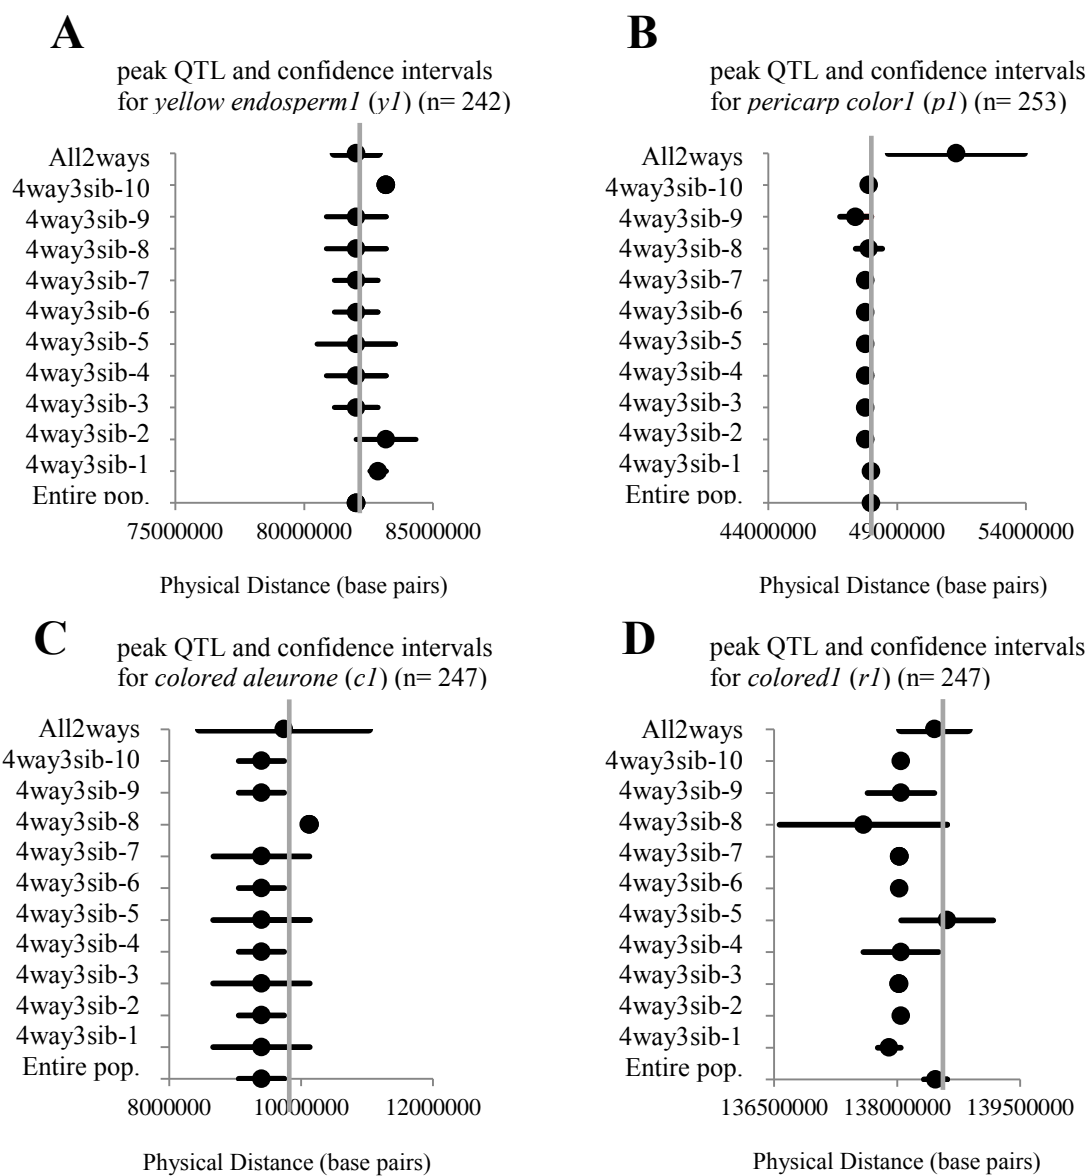 A
peak QTL and confidence intervals
for yellow endosperm1 (y1) (n= 242)
All2ways
4way3sib-10
4way3sib-9
4way3sib-8
4way3sib-7
4way3sib-6
4way3sib-5
4way3sib-4
4way3sib-3
4way3sib-2
4way3sib-1
Entire pop.
75000000 80000000 85000000
Physical Distance (base pairs)
B
peak QTL and confidence intervals
for pericarp color1 (p1) (n= 253)
All2ways
4way3sib-10
4way3sib-9
4way3sib-8
4way3sib-7
4way3sib-6
4way3sib-5
4way3sib-4
4way3sib-3
4way3sib-2
4way3sib-1
Entire pop.
44000000 49000000 54000000
Physical Distance (base pairs)
C
peak QTL and confidence intervals
for colored aleurone (c1) (n= 247)
All2ways
4way3sib-10
4way3sib-9
4way3sib-8
4way3sib-7
4way3sib-6
4way3sib-5
4way3sib-4
4way3sib-3
4way3sib-2
4way3sib-1
Entire pop.
8000000 10000000 12000000
Physical Distance (base pairs)
D
peak QTL and confidence intervals
for colored1 (r1) (n= 247)
All2ways
4way3sib-10
4way3sib-9
4way3sib-8
4way3sib-7
4way3sib-6
4way3sib-5
4way3sib-4
4way3sib-3
4way3sib-2
4way3sib-1
Entire pop.
136500000 138000000 139500000
Physical Distance (base pairs)